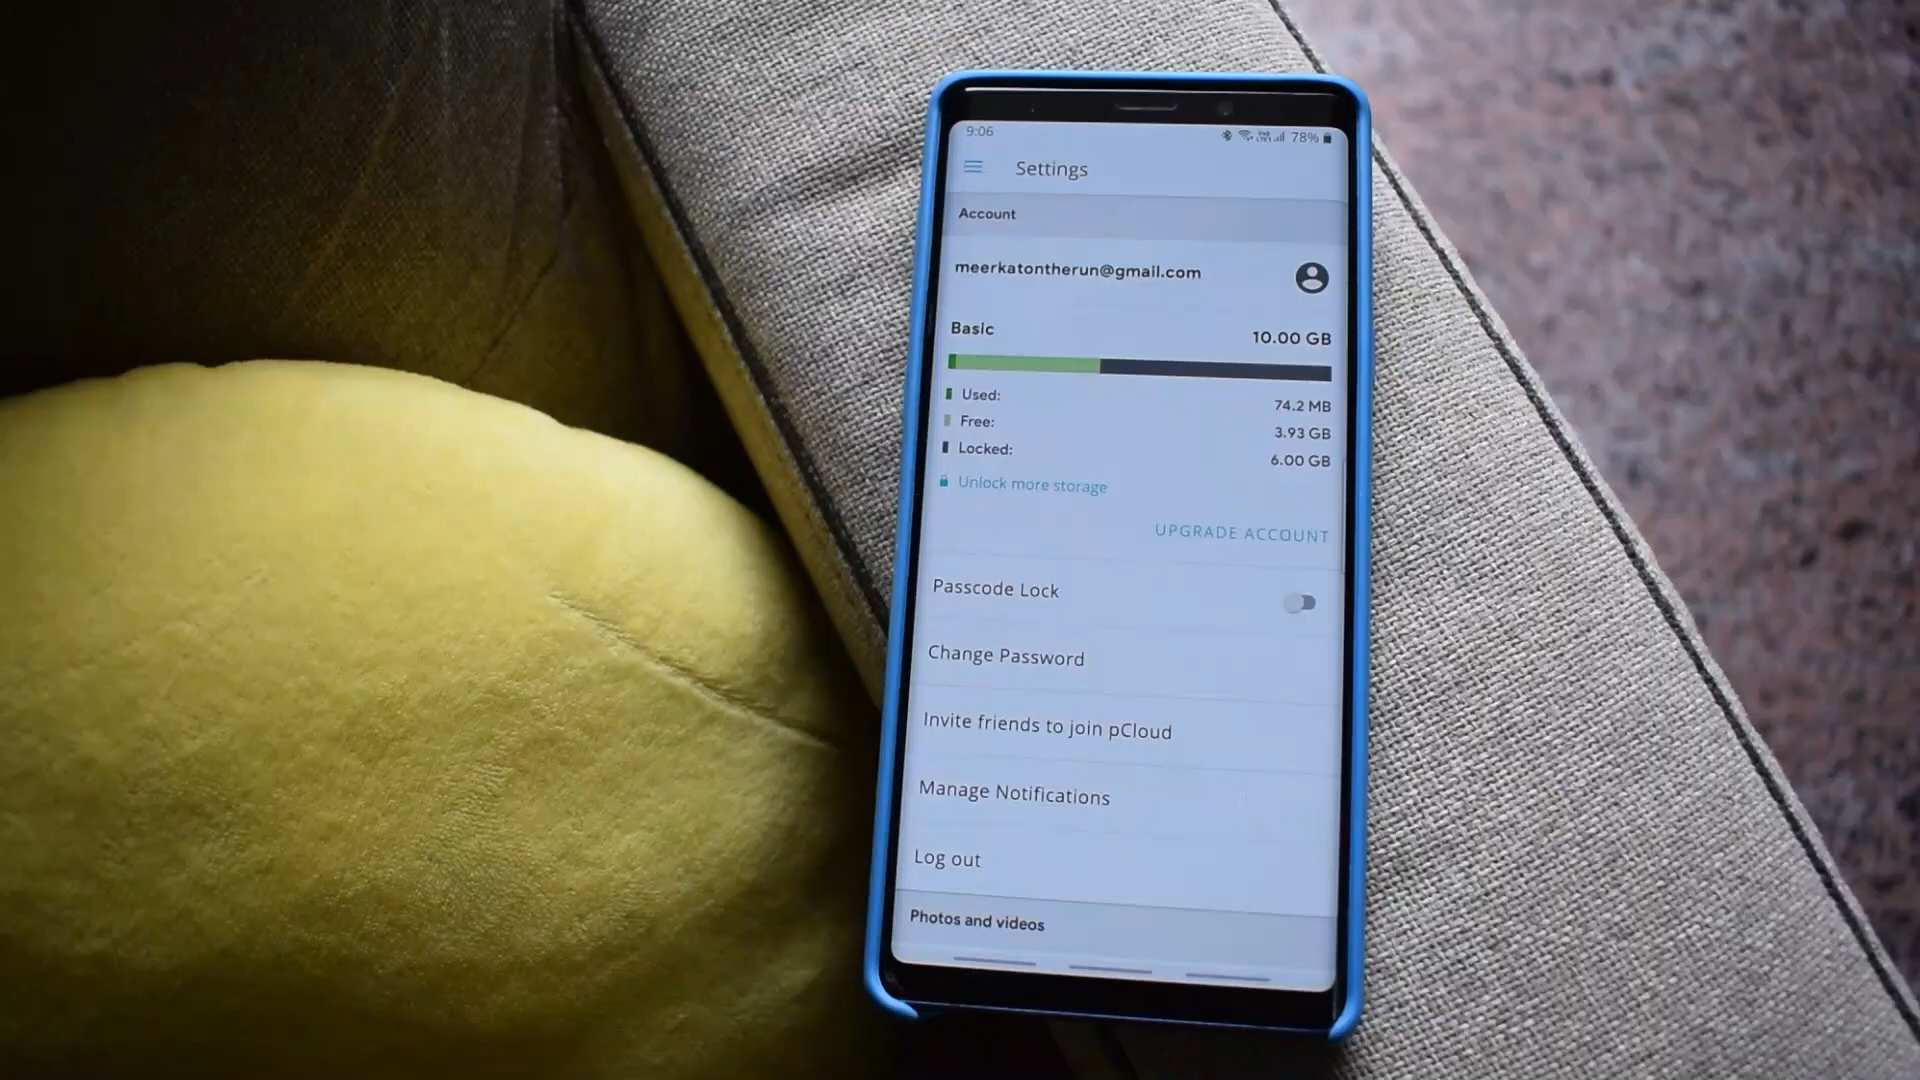 9:06
78%
Settings
Account
meerkatontherun@gmail.com
Basic 10.00 GB
Used: 74.2 MB
Free: 3.93 GB
Locked: 6.00 GB
Unlock more storage
UPGRADE ACCOUNT
Passcode Lock
Change Password
Invite friends to join pCloud
Manage Notifications
Log out
Photos and videos